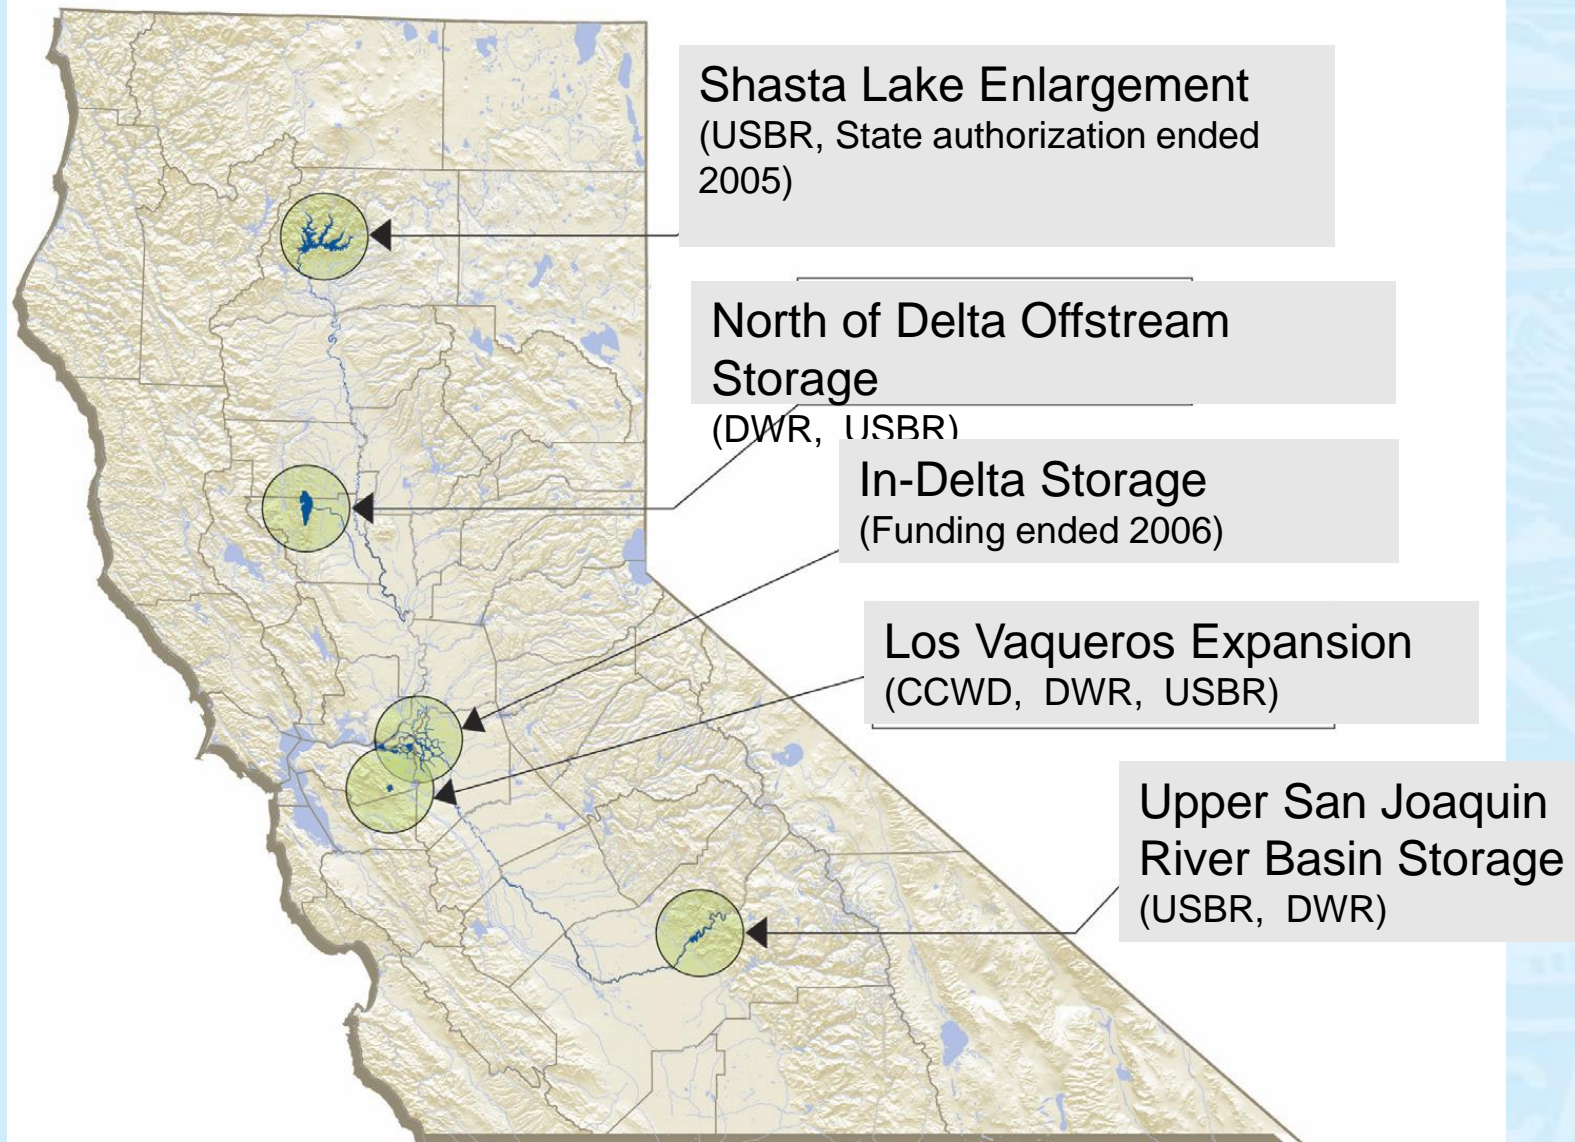 Shasta Lake Enlargement
(USBR, State authorization ended
2005)
North of Delta Offstream
Storage
(DWR, USBR)
In-Delta Storage
(Funding ended 2006)
Los Vaqueros Expansion
(CCWD, DWR, USBR)
Upper San Joaquin
River Basin Storage
(USBR, DWR)